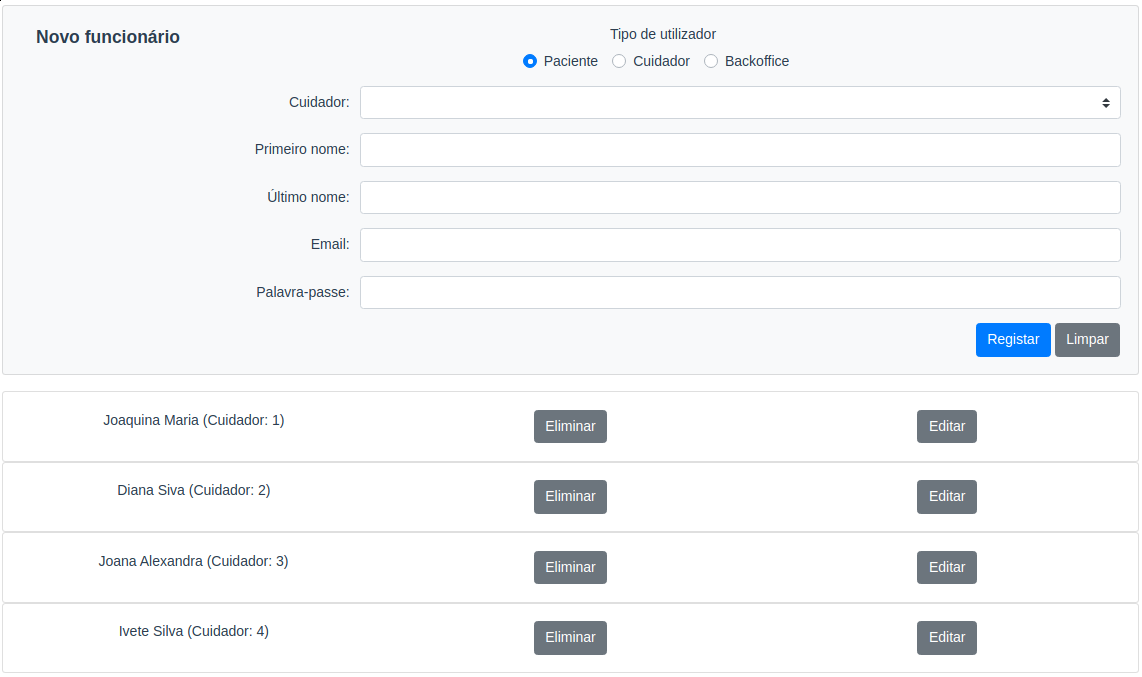 Novo funcionário
Tipo de utilizador
Paciente Cuidador Backoffice
Cuidador:
Primeiro nome:
Último nome:
Email:
Palavra-passe:
Registar Limpar
Joaquina Maria (Cuidador: 1) Eliminar Editar
Diana Siva (Cuidador: 2) Eliminar Editar
Joana Alexandra (Cuidador: 3) Eliminar Editar
Ivete Silva (Cuidador: 4) Eliminar Editar